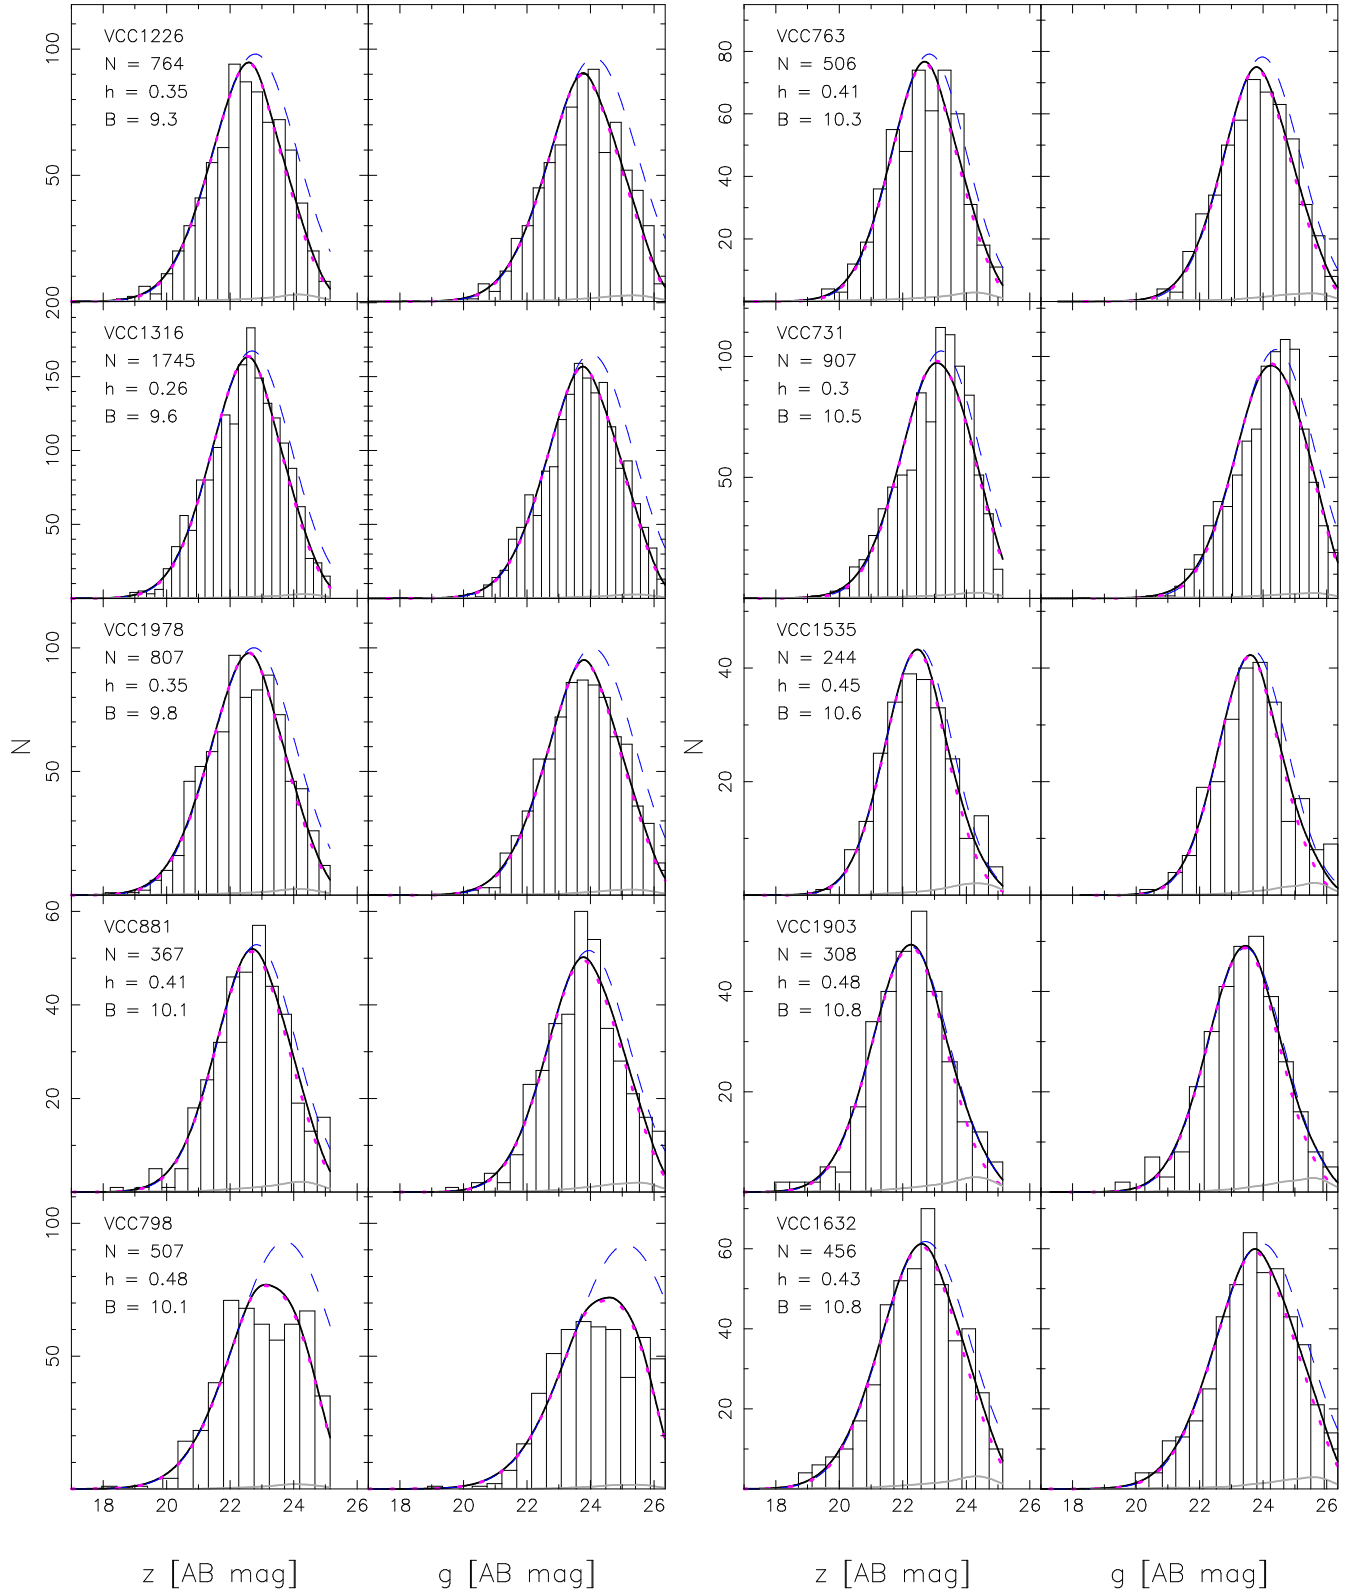 VCC1226
N = 764
h = 0.35
B = 9.3
50
100
VCC1316
N = 1745
h = 0.26
B = 9.6
50
100
150
200
VCC1978
N = 807
h = 0.35
B = 9.8
50
100
VCC881
N = 367
h = 0.41
B = 10.1
20
40
60
VCC798
N = 507
h = 0.48
B = 10.1
50
100
N
18 20 22 24 26
18 20 22 24 26
z [AB mag]
g [AB mag]
VCC763
N = 506
h = 0.41
B = 10.3
20
40
60
80
VCC731
N = 907
h = 0.3
B = 10.5
50
100
VCC1535
N = 244
h = 0.45
B = 10.6
20
40
VCC1903
N = 308
h = 0.48
B = 10.8
20
40
VCC1632
N = 456
h = 0.43
B = 10.8
20
40
60
N
18 20 22 24 26
18 20 22 24 26
z [AB mag]
g [AB mag]